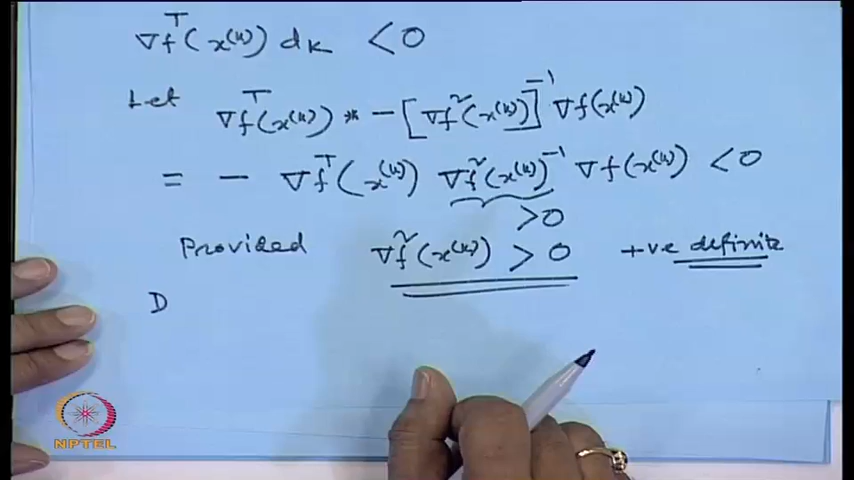 ∇f^T(x^(k)) d_k < 0
Let ∇f^T(x^(k)) * -[∇²f(x^(k))]^-1 ∇f(x^(k))
= - ∇f^T(x^(k)) ∇²f(x^(k))^-1 ∇f(x^(k)) < 0
> 0
Provided ∇²f(x^(k)) > 0 +ve definite
D
NPTEL